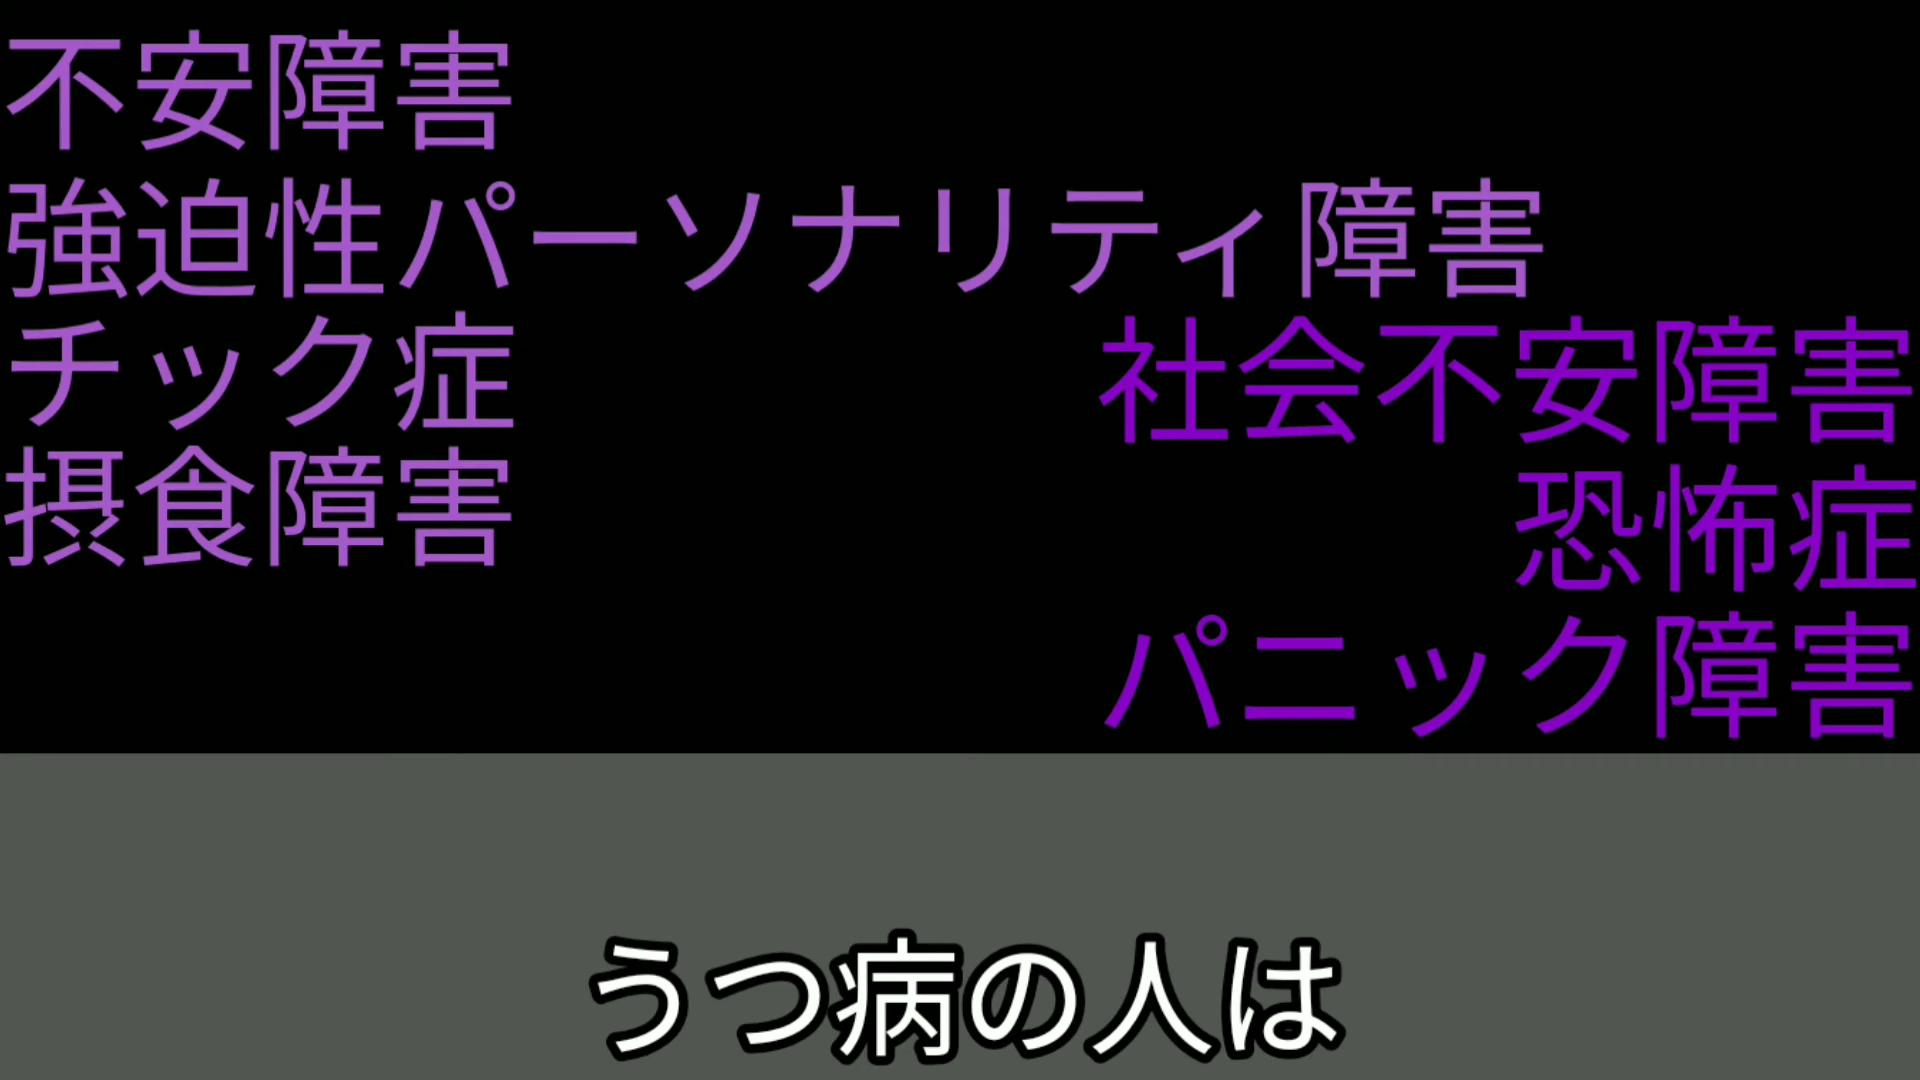 不安障害
強迫性パーソナリティ障害
チック症
摂食障害
社会不安障害
恐怖症
パニック障害
うつ病の人は